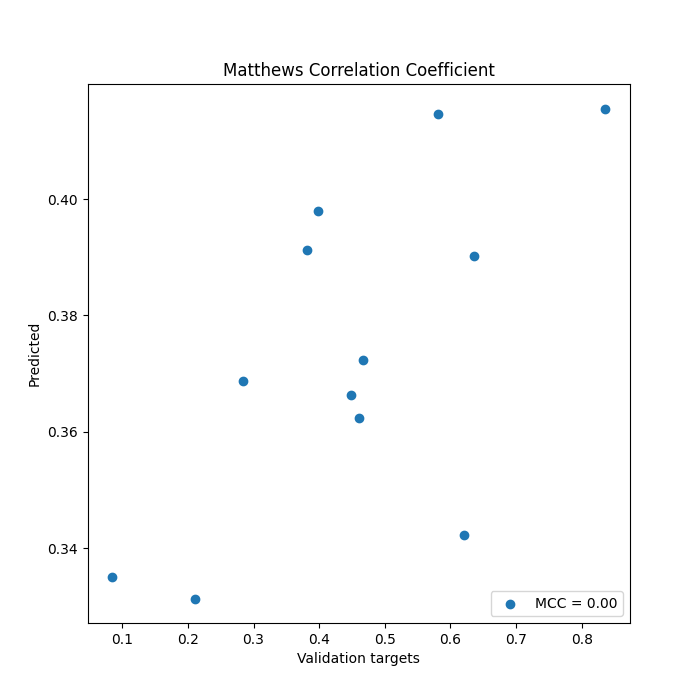 Matthews Correlation Coefficient
Predicted
0.40
0.38
0.36
0.34
MCC = 0.00
0.1 0.2 0.3 0.4 0.5 0.6 0.7 0.8
Validation targets